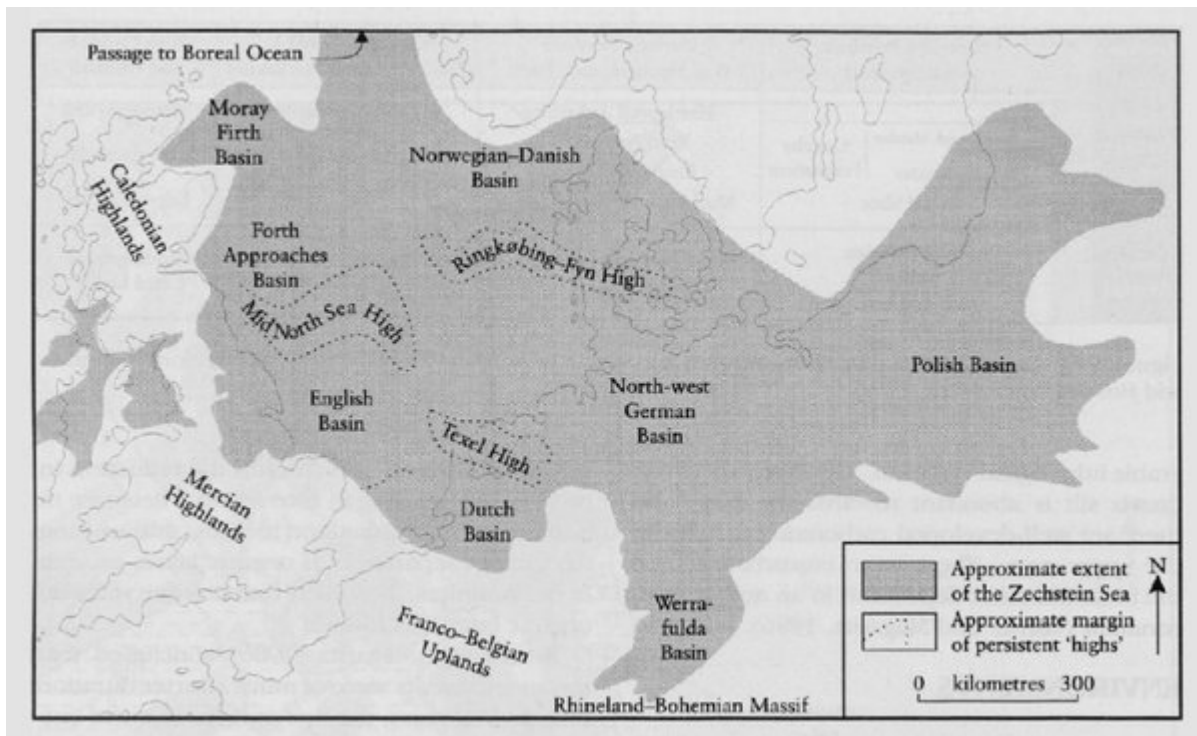 Passage to Boreal Ocean
Moray
Firth
Basin
Norwegian–Danish
Basin
Caledonian
Highlands
Forth
Approaches
Basin
Ringkøbing–Fyn High
Mid North Sea High
Polish Basin
North-west
German
Basin
English
Basin
Texel High
Mercian
Highlands
Dutch
Basin
Werra-
fulda
Basin
Franco–Belgian
Uplands
Rhineland–Bohemian Massif
Approximate extent
of the Zechstein Sea
Approximate margin
of persistent 'highs'
N
0 kilometres 300